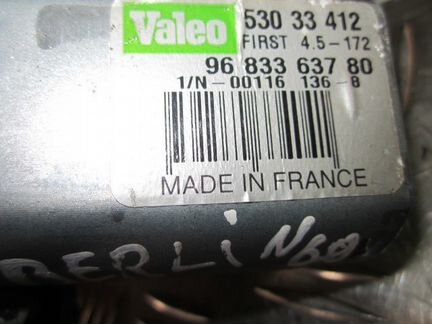 Valeo
530 33 412
FIRST 4.5-172
96 833 637 80
1/N-00116 136-8
MADE IN FRANCE
BERLINGO